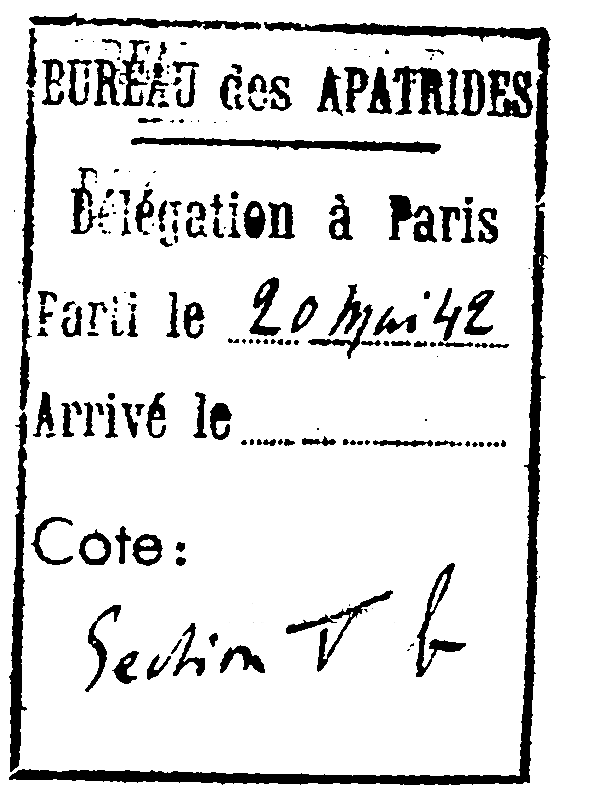 BUREAU des APATRIDES
Délégation à Paris
Parti le 20 Mai 42
Arrivé le
Cote:
Section V b